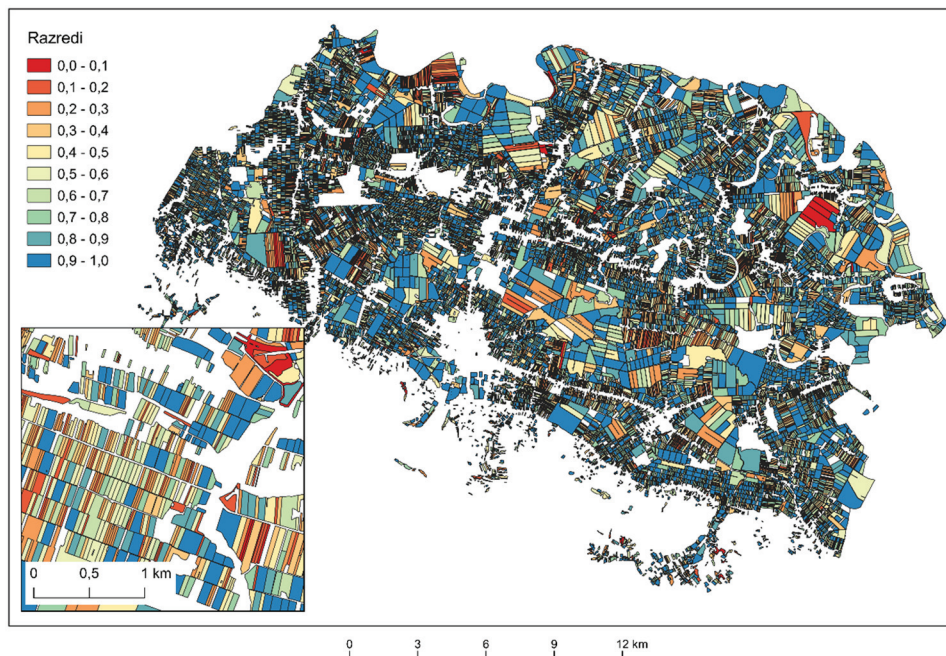 Razredi
0,0 - 0,1
0,1 - 0,2
0,2 - 0,3
0,3 - 0,4
0,4 - 0,5
0,5 - 0,6
0,6 - 0,7
0,7 - 0,8
0,8 - 0,9
0,9 - 1,0
0 0,5 1 km
0 3 6 9 12 km